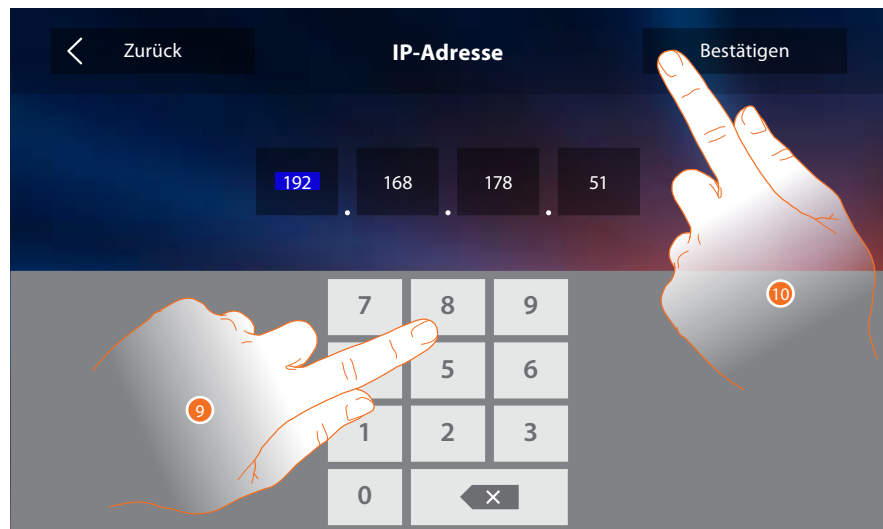 Zurück IP-Adresse Bestätigen
192 . 168 . 178 . 51
7 8 9
5 6
10
9
1 2 3
0